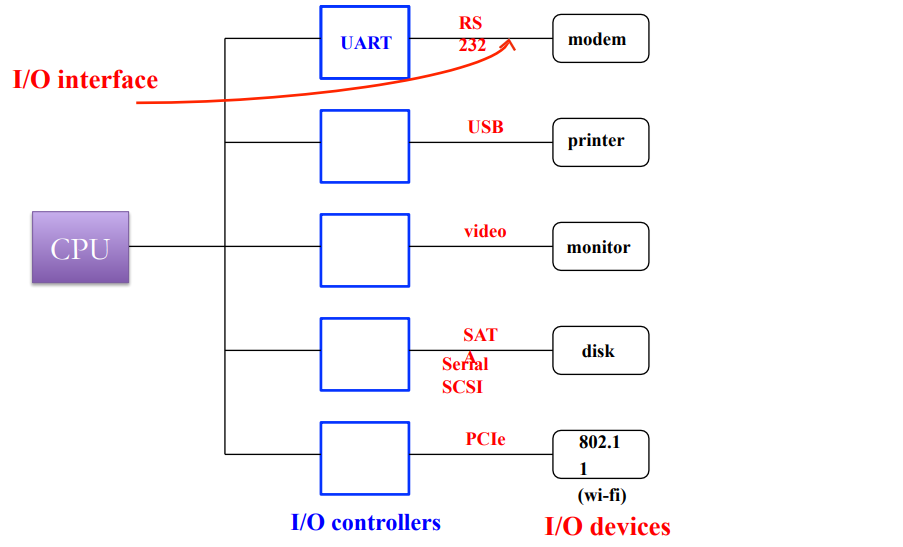 RS
232
UART
modem
I/O interface
USB
printer
CPU
video
monitor
SAT
A
Serial
SCSI
disk
PCIe
802.1
1
(wi-fi)
I/O controllers
I/O devices